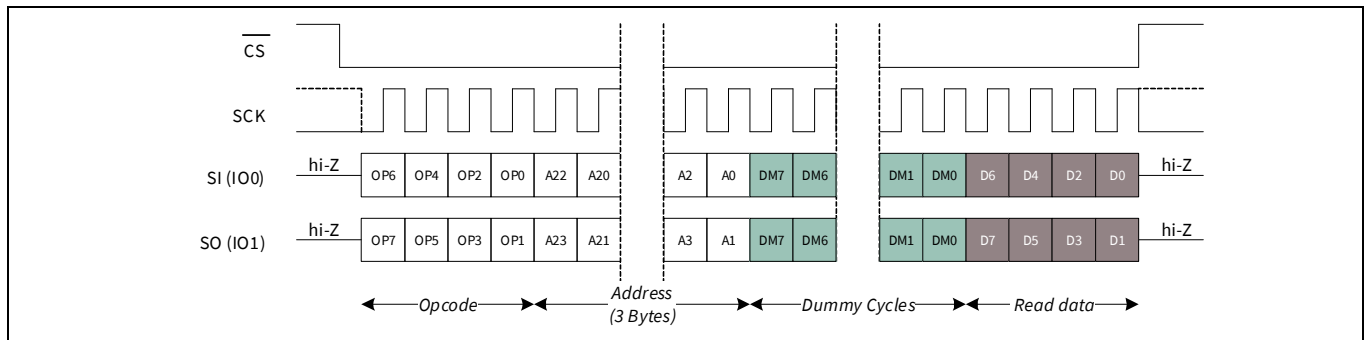 CS
SCK
SI (IO0) hi-Z OP6 OP4 OP2 OP0 A22 A20 A2 A0 DM7 DM6 DM1 DM0 D6 D4 D2 D0 hi-Z
SO (IO1) hi-Z OP7 OP5 OP3 OP1 A23 A21 A3 A1 DM7 DM6 DM1 DM0 D7 D5 D3 D1 hi-Z
Opcode Address Dummy Cycles Read data
(3 Bytes)